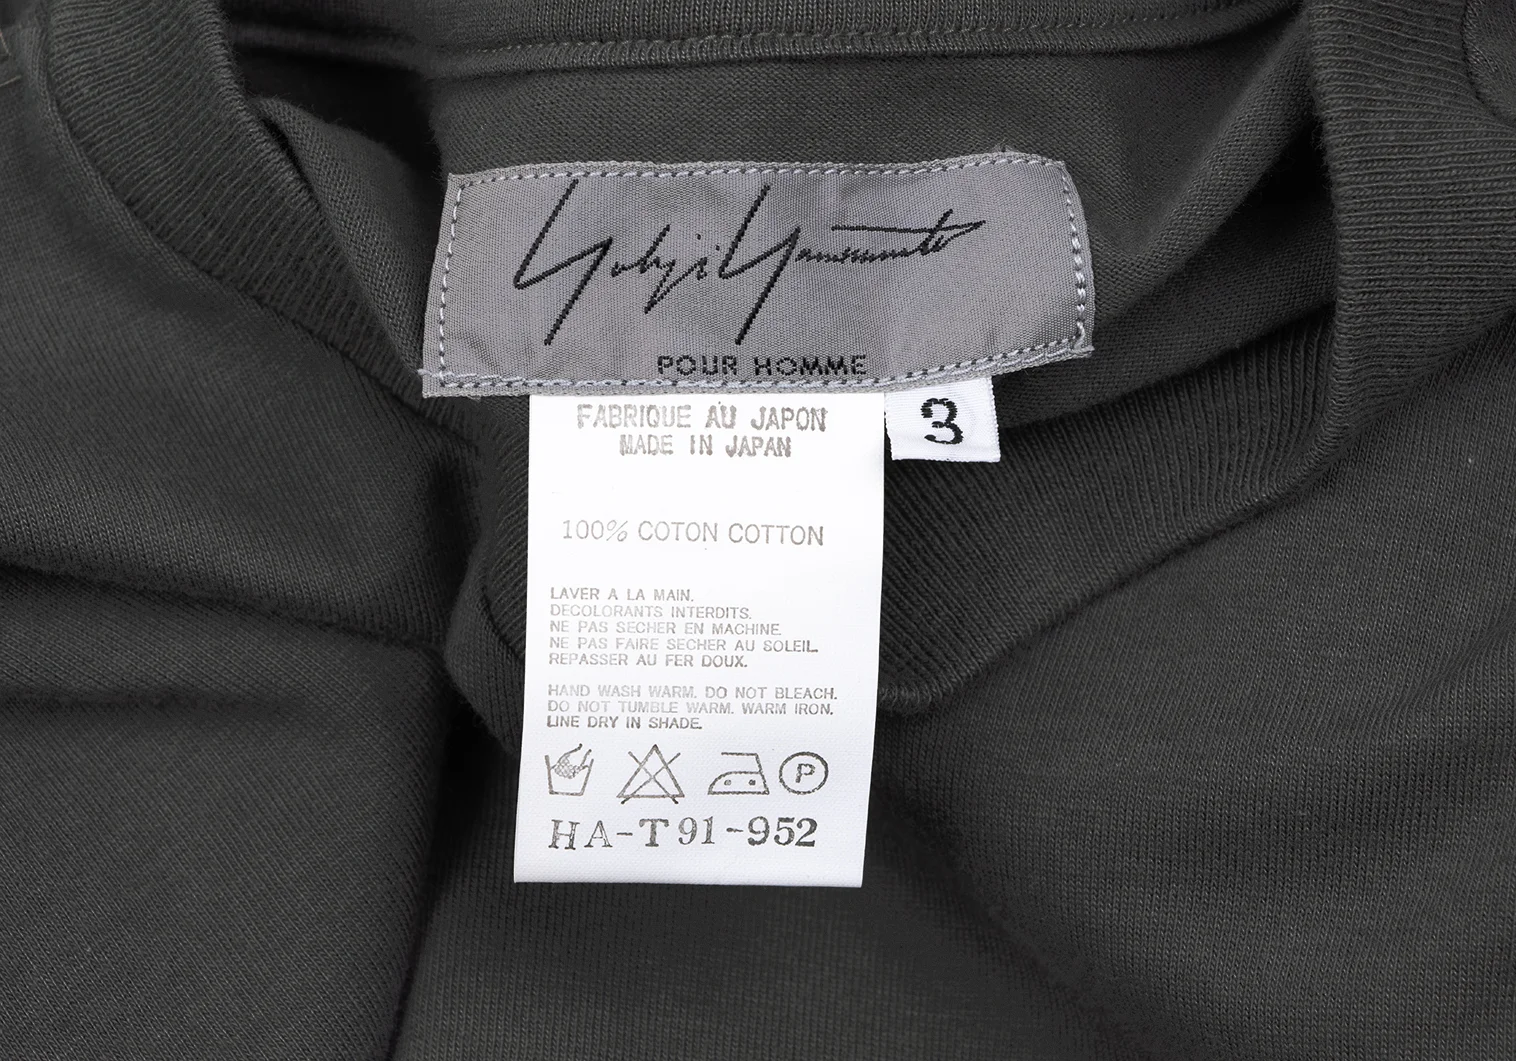 Yohji Yamamoto
POUR HOMME
3
FABRIQUE AU JAPON
MADE IN JAPAN
100% COTON COTTON
LAVER A LA MAIN.
DECOLORANTS INTERDITS.
NE PAS SECHER EN MACHINE.
NE PAS FAIRE SECHER AU SOLEIL.
REPASSER AU FER DOUX.
HAND WASH WARM. DO NOT BLEACH.
DO NOT TUMBLE WARM. WARM IRON.
LINE DRY IN SHADE.
P
HA-T91-952